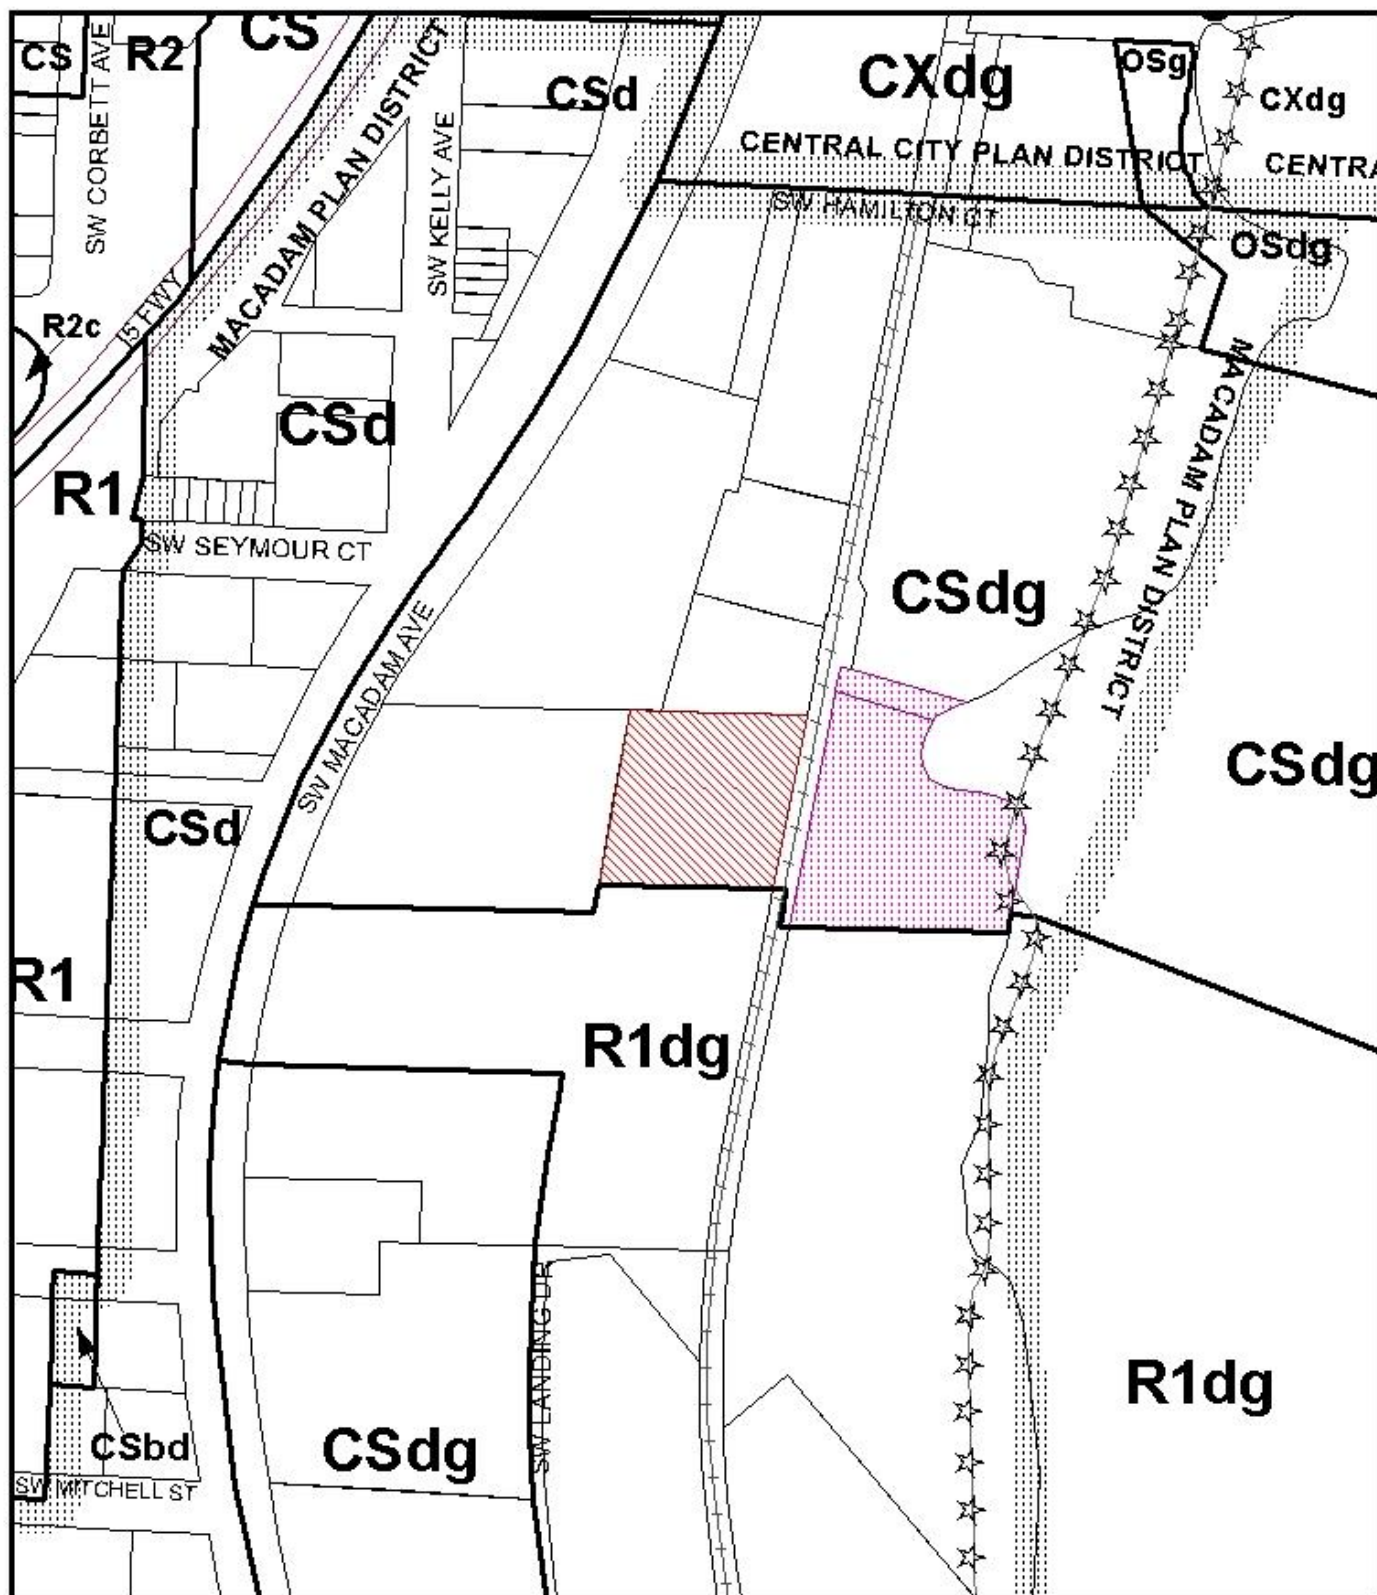 CS
R2
CS
SW CORBETT AVE
MACADAM PLAN DISTRICT
SW KELLY AVE
CSd
CXdg
OSg
CXdg
CENTRAL CITY PLAN DISTRICT
CENTRA
SW HAMILTON CT
OSdg
R2c
I5 FWY
MACADAM PLAN DISTRICT
CSd
R1
SW SEYMOUR CT
CSdg
SW MACADAM AVE
CSdg
CSd
R1
R1dg
SW LANDING DR
R1dg
CSbd
CSdg
SW MITCHELL ST